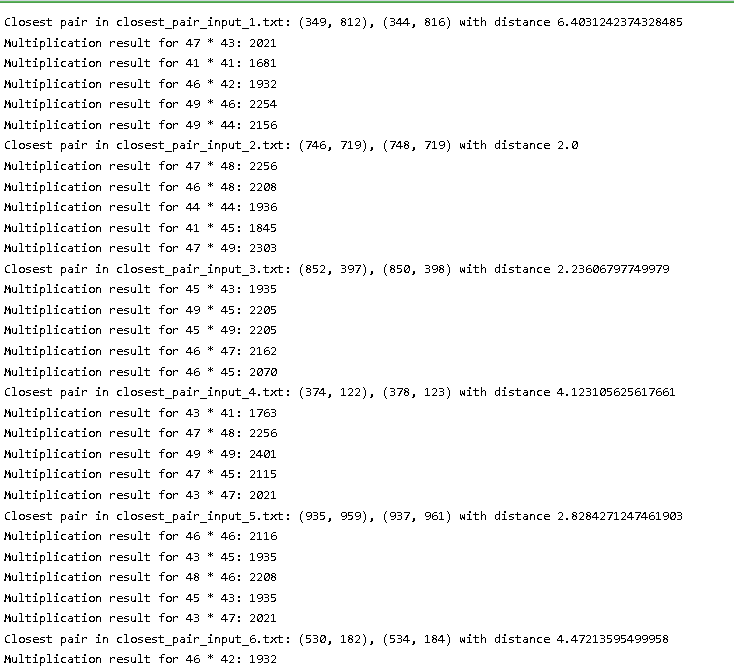 Closest pair in closest_pair_input_1.txt: (349, 812), (344, 816) with distance 6.4031242374328485
Multiplication result for 47 * 43: 2021
Multiplication result for 41 * 41: 1681
Multiplication result for 46 * 42: 1932
Multiplication result for 49 * 46: 2254
Multiplication result for 49 * 44: 2156
Closest pair in closest_pair_input_2.txt: (746, 719), (748, 719) with distance 2.0
Multiplication result for 47 * 48: 2256
Multiplication result for 46 * 48: 2208
Multiplication result for 44 * 44: 1936
Multiplication result for 41 * 45: 1845
Multiplication result for 47 * 49: 2303
Closest pair in closest_pair_input_3.txt: (852, 397), (850, 398) with distance 2.23606797749979
Multiplication result for 45 * 43: 1935
Multiplication result for 49 * 45: 2205
Multiplication result for 45 * 49: 2205
Multiplication result for 46 * 47: 2162
Multiplication result for 46 * 45: 2070
Closest pair in closest_pair_input_4.txt: (374, 122), (378, 123) with distance 4.123105625617661
Multiplication result for 43 * 41: 1763
Multiplication result for 47 * 48: 2256
Multiplication result for 49 * 49: 2401
Multiplication result for 47 * 45: 2115
Multiplication result for 43 * 47: 2021
Closest pair in closest_pair_input_5.txt: (935, 959), (937, 961) with distance 2.8284271247461903
Multiplication result for 46 * 46: 2116
Multiplication result for 43 * 45: 1935
Multiplication result for 48 * 46: 2208
Multiplication result for 45 * 43: 1935
Multiplication result for 43 * 47: 2021
Closest pair in closest_pair_input_6.txt: (530, 182), (534, 184) with distance 4.47213595499958
Multiplication result for 46 * 42: 1932